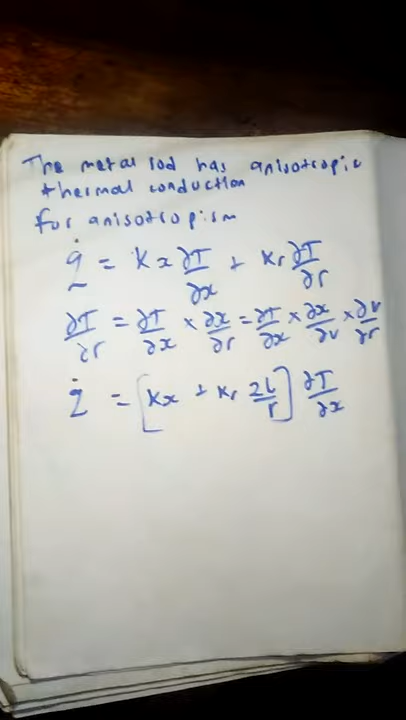 The metal rod has anisotropic
thermal conduction
for anisotropism
q̇ = Kx ∂T/∂x + Kr ∂T/∂r
∂T/∂r = ∂T/∂x × ∂x/∂r = ∂T/∂x × ∂x/∂v × ∂v/∂r
q̇ = [Kx + Kr 2L/r] ∂T/∂x